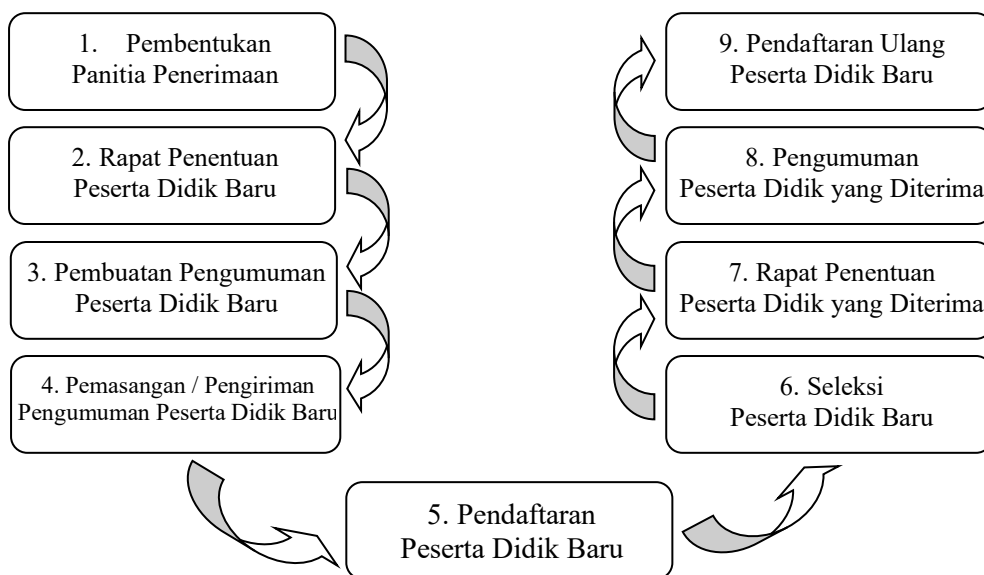 1. Pembentukan
Panitia Penerimaan
2. Rapat Penentuan
Peserta Didik Baru
3. Pembuatan Pengumuman
Peserta Didik Baru
4. Pemasangan / Pengiriman
Pengumuman Peserta Didik Baru
5. Pendaftaran
Peserta Didik Baru
6. Seleksi
Peserta Didik Baru
7. Rapat Penentuan
Peserta Didik yang Diterima
8. Pengumuman
Peserta Didik yang Diterima
9. Pendaftaran Ulang
Peserta Didik Baru